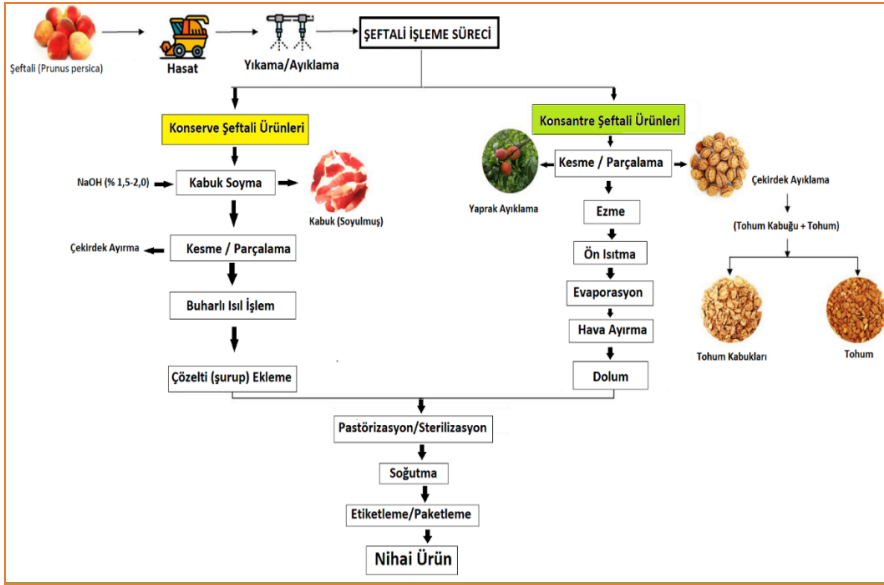 Şeftali (Prunus persica)
Hasat
Yıkama/Ayıklama
ŞEFTALİ İŞLEME SÜRECİ
Konserve Şeftali Ürünleri
NaOH (% 1,5-2,0)
Kabuk Soyma
Kabuk (Soyulmuş)
Çekirdek Ayırma
Kesme / Parçalama
Buharlı Isıl İşlem
Çözelti (şurup) Ekleme
Konsantre Şeftali Ürünleri
Kesme / Parçalama
Yaprak Ayıklama
Çekirdek Ayıklama
(Tohum Kabuğu + Tohum)
Tohum Kabukları
Tohum
Ezme
Ön Isıtma
Evaporasyon
Hava Ayırma
Dolum
Pastörizasyon/Sterilizasyon
Soğutma
Etiketleme/Paketleme
Nihai Ürün